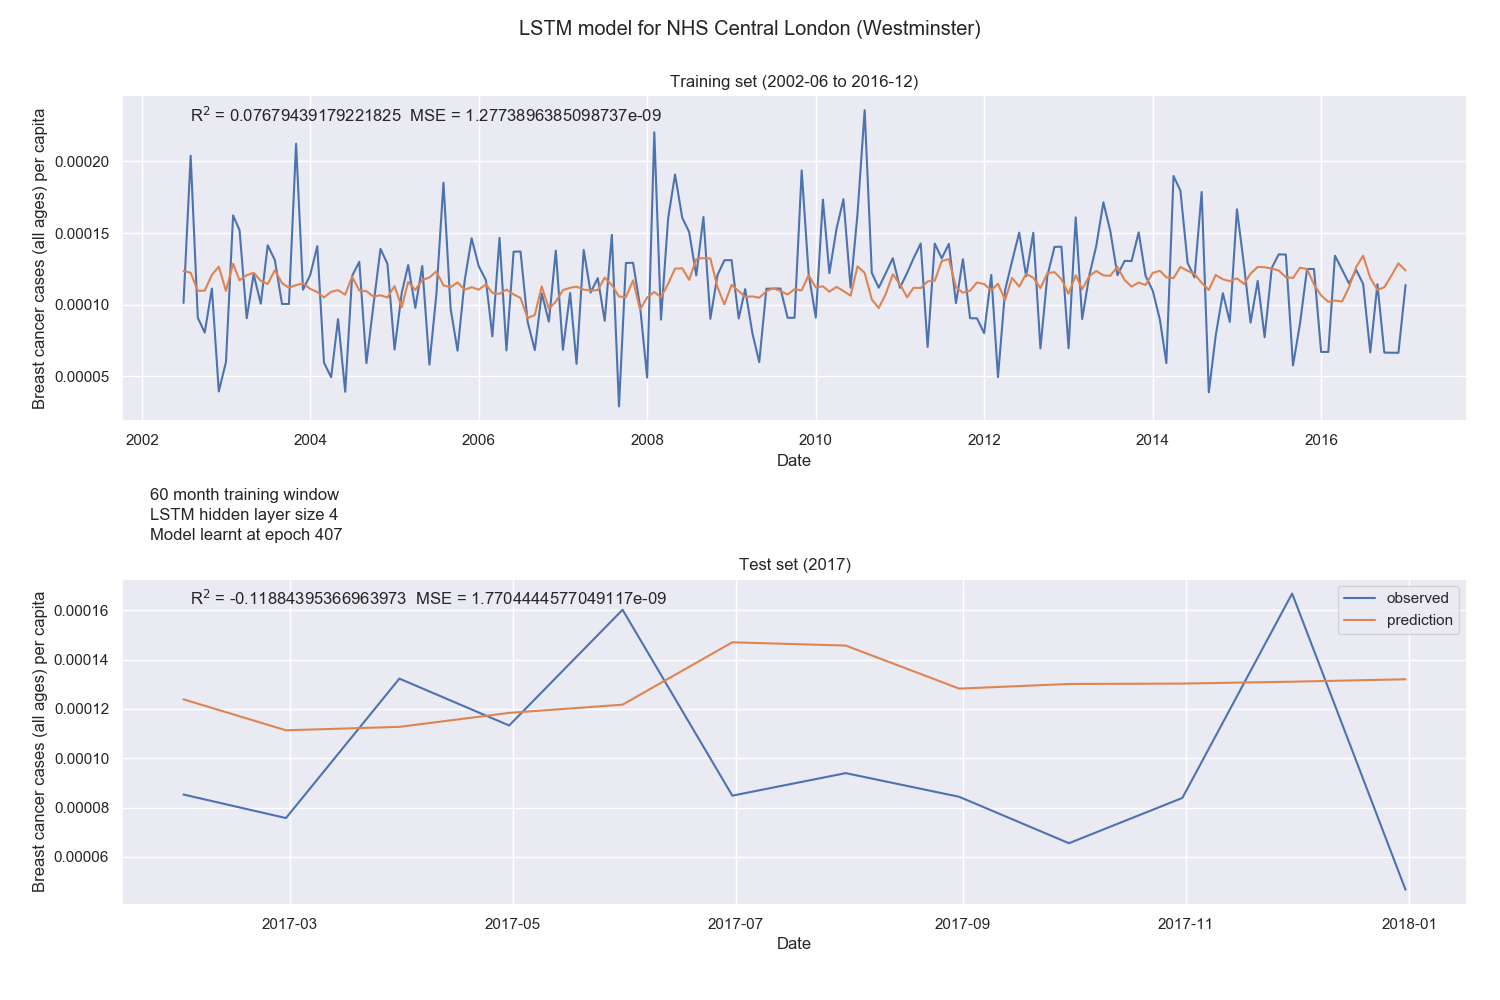 LSTM model for NHS Central London (Westminster)
Training set (2002-06 to 2016-12)
R² = 0.07679439179221825 MSE = 1.2773896385098737e-09
Breast cancer cases (all ages) per capita
0.00020
0.00015
0.00010
0.00005
2002 2004 2006 2008 2010 2012 2014 2016
Date
60 month training window
LSTM hidden layer size 4
Model learnt at epoch 407
Test set (2017)
R² = -0.11884395366963973 MSE = 1.7704444577049117e-09
observed
prediction
Breast cancer cases (all ages) per capita
0.00016
0.00014
0.00012
0.00010
0.00008
0.00006
2017-03 2017-05 2017-07 2017-09 2017-11 2018-01
Date